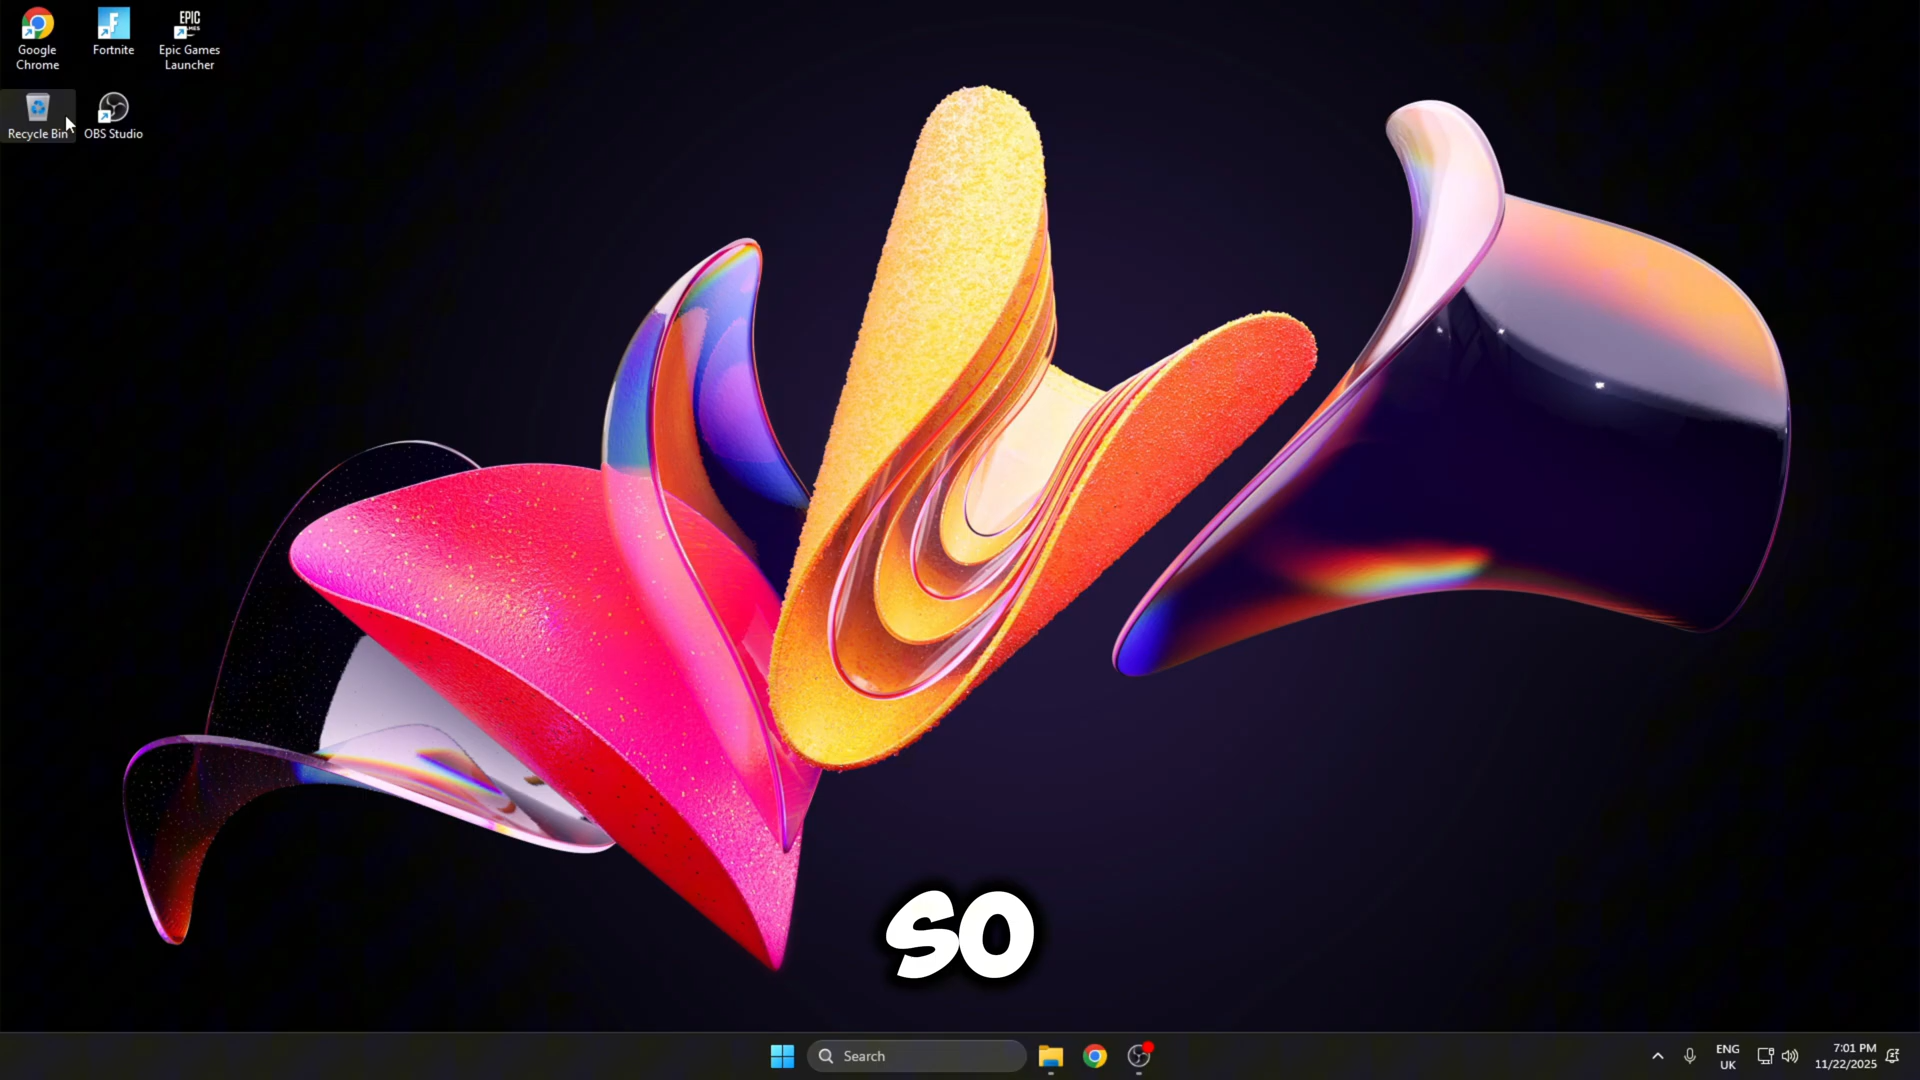 Google
Chrome
Fortnite
EPIC
Epic Games
Launcher
Recycle Bin
OBS Studio
SO
Search
ENG
UK
7:01 PM
11/22/2025